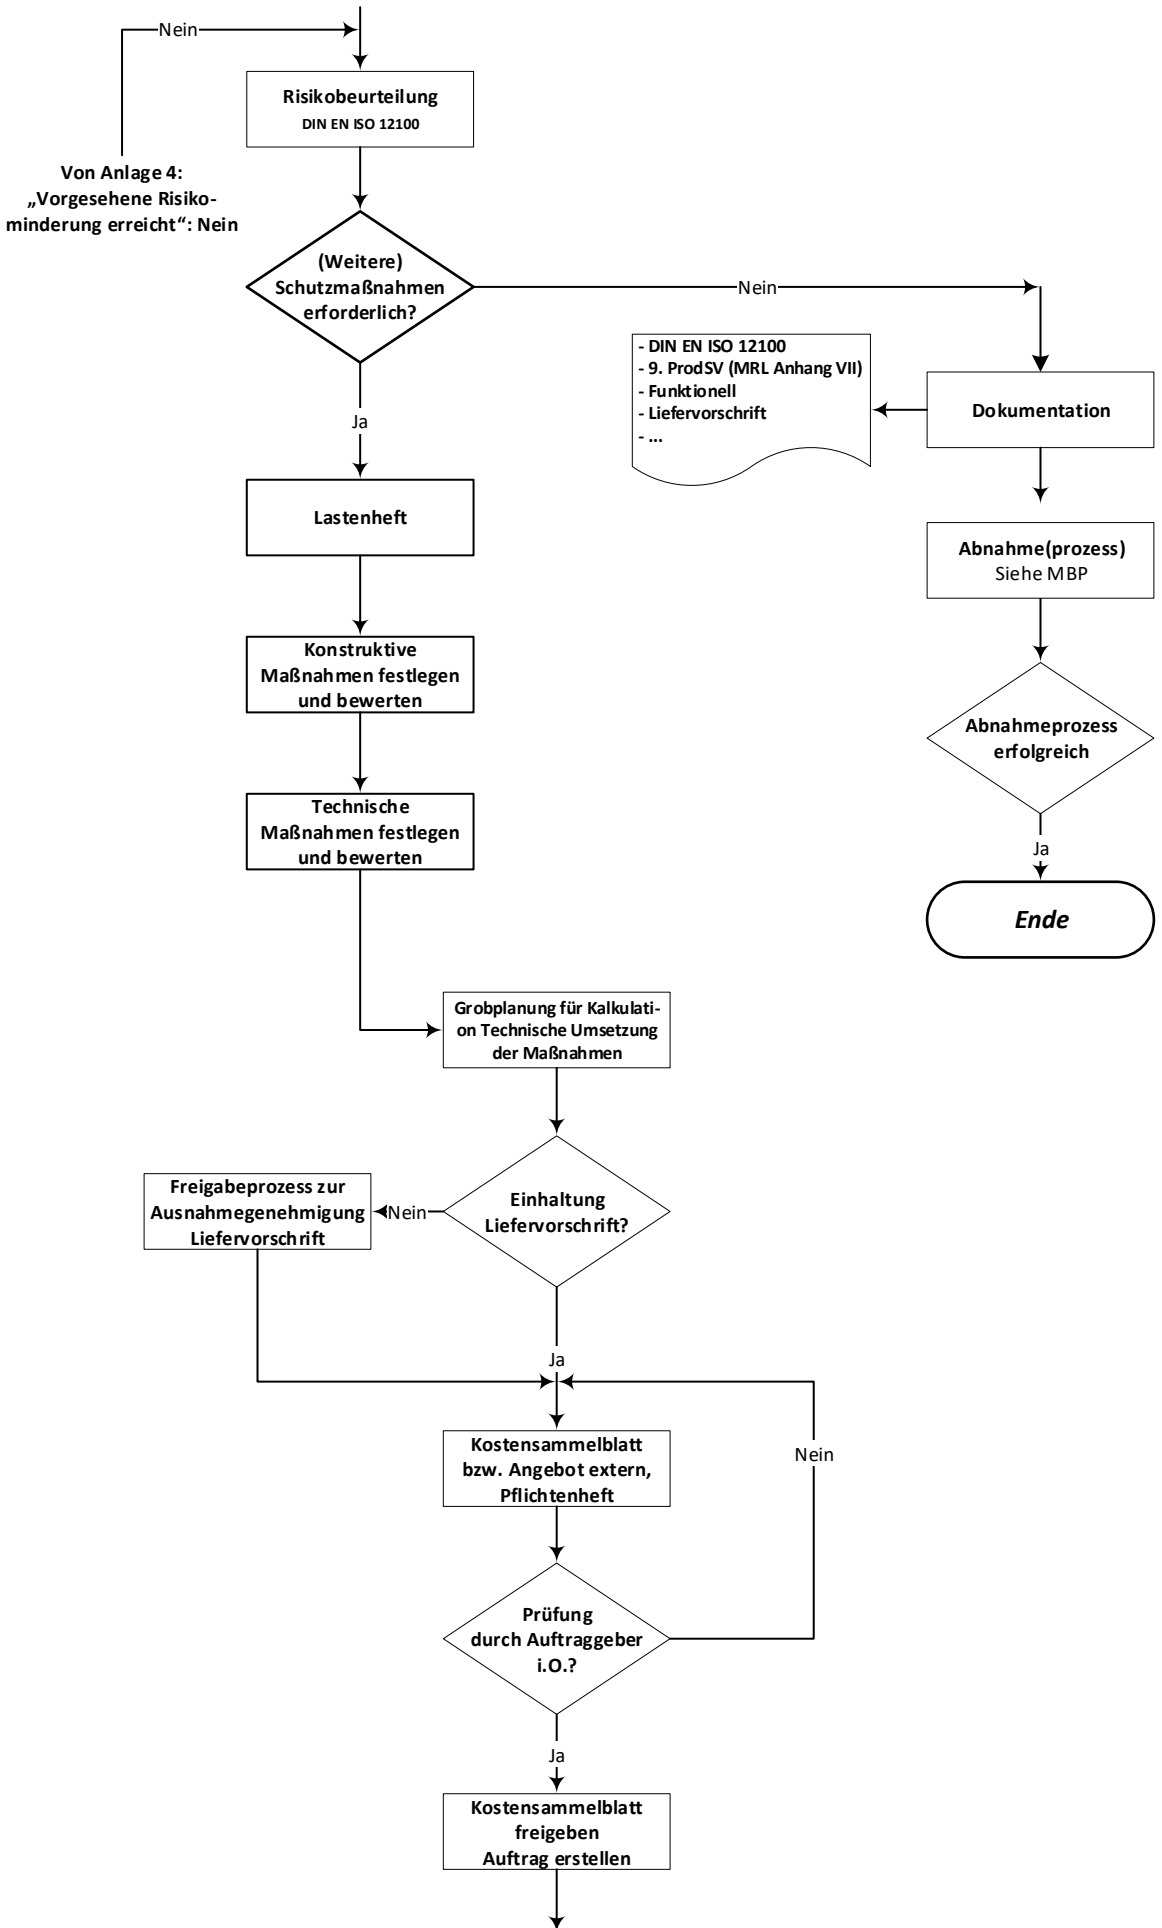 Nein
Risikobeurteilung
DIN EN ISO 12100
Von Anlage 4:
„Vorgesehene Risiko-
minderung erreicht“: Nein
(Weitere)
Schutzmaßnahmen
erforderlich?
Nein
- DIN EN ISO 12100
- 9. ProdSV (MRL Anhang VII)
- Funktionell
- Liefervorschrift
- ...
Dokumentation
Ja
Lastenheft
Abnahme(prozess)
Siehe MBP
Konstruktive
Maßnahmen festlegen
und bewerten
Abnahmeprozess
erfolgreich
Technische
Maßnahmen festlegen
und bewerten
Ja
Ende
Grobplanung für Kalkulati-
on Technische Umsetzung
der Maßnahmen
Freigabeprozess zur
Ausnahmegenehmigung
Liefervorschrift
Nein
Einhaltung
Liefervorschrift?
Ja
Kostensammelblatt
bzw. Angebot extern,
Pflichtenheft
Nein
Prüfung
durch Auftraggeber
i.O.?
Ja
Kostensammelblatt
freigeben
Auftrag erstellen